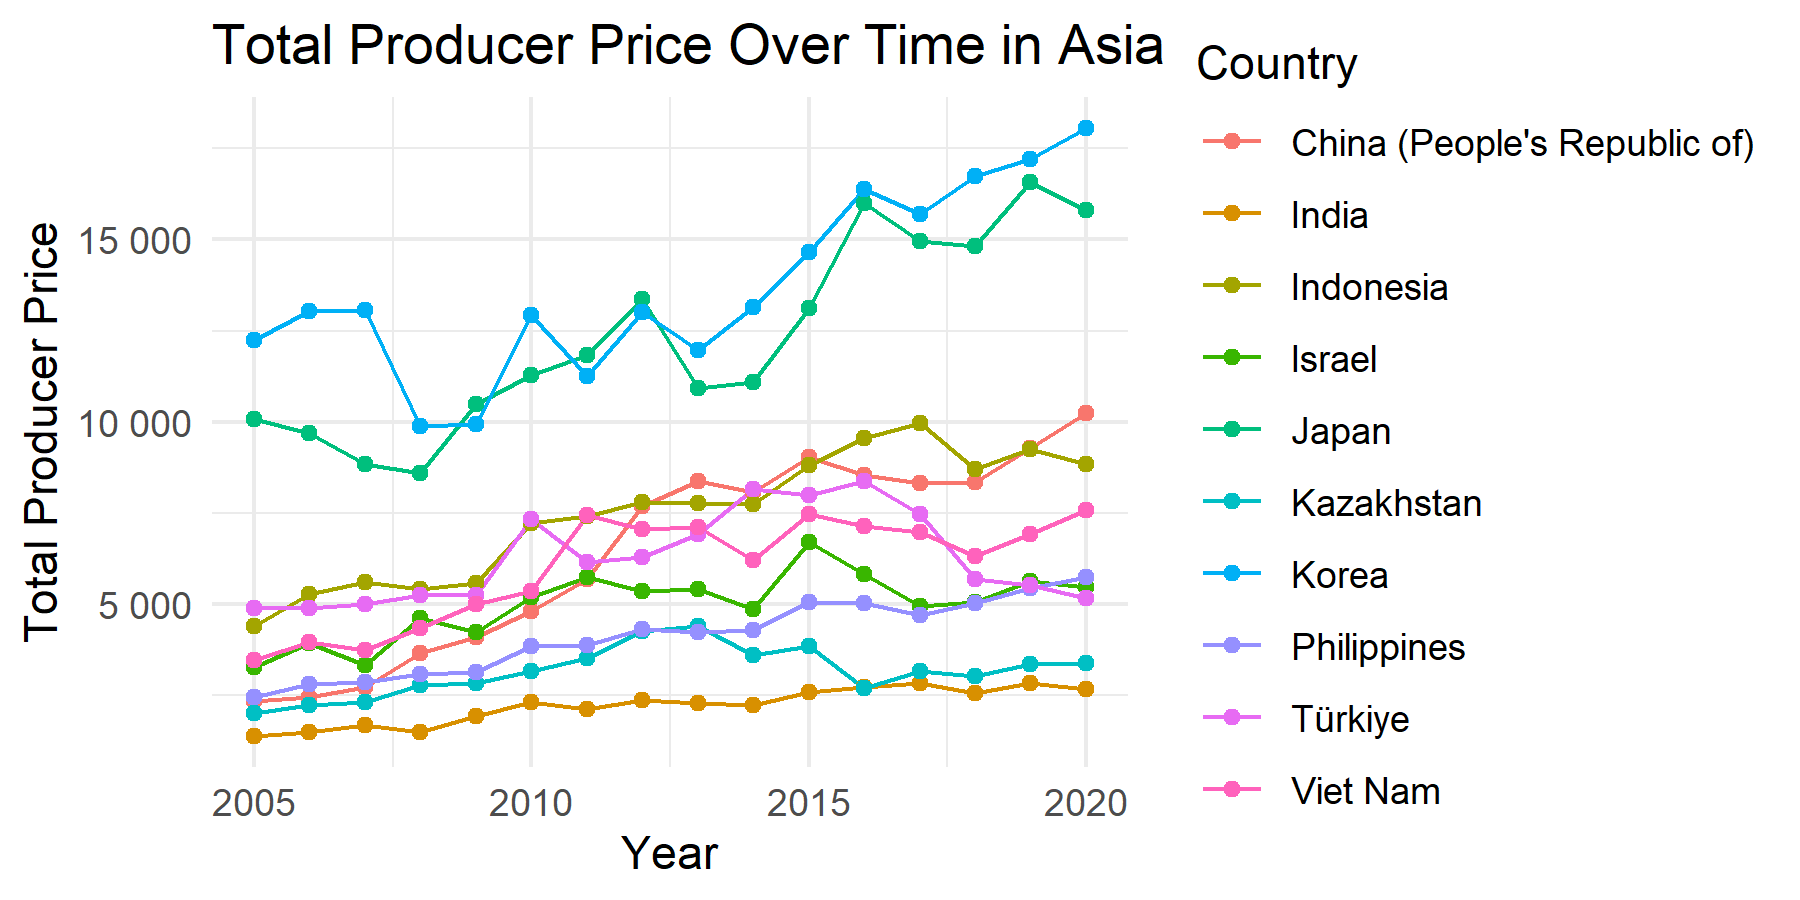 Total Producer Price Over Time in Asia
Total Producer Price
15 000
10 000
5 000
2005
2010
2015
2020
Year
Country
China (People's Republic of)
India
Indonesia
Israel
Japan
Kazakhstan
Korea
Philippines
Türkiye
Viet Nam